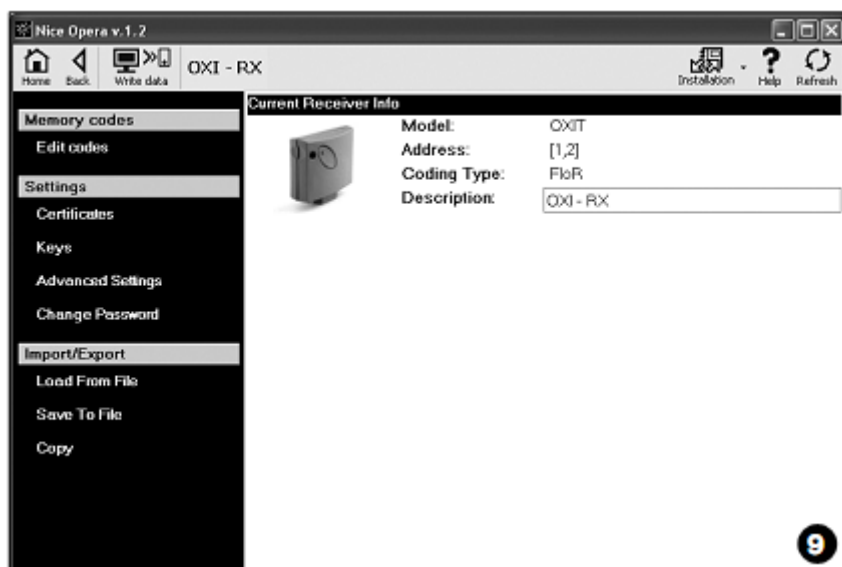 Nice Opera v.1.2
Home Back Write data OXI - RX Installation Help Refresh
Current Receiver Info
Memory codes
Edit codes
Settings
Certificates
Keys
Advanced Settings
Change Password
Import/Export
Load From File
Save To File
Copy
Model: OXIT
Address: [1,2]
Coding Type: FloR
Description: OXI - RX
9